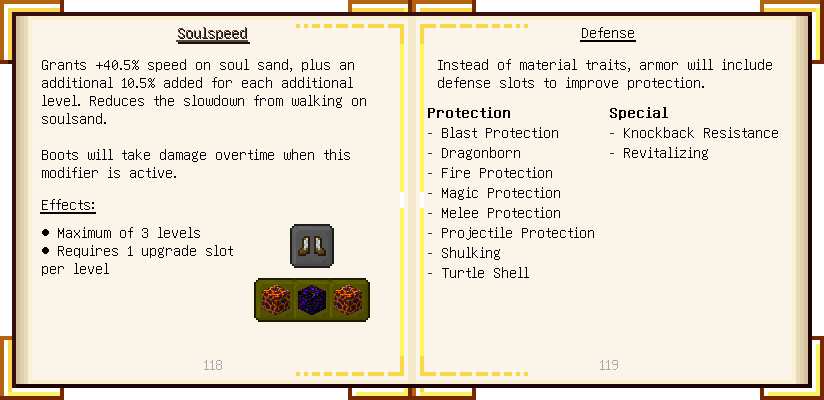 Soulspeed
Grants +40.5% speed on soul sand, plus an
additional 10.5% added for each additional
level. Reduces the slowdown from walking on
soulsand.
Boots will take damage overtime when this
modifier is active.
Effects:
● Maximum of 3 levels
● Requires 1 upgrade slot
per level
118
Defense
Instead of material traits, armor will include
defense slots to improve protection.
Protection
- Blast Protection
- Dragonborn
- Fire Protection
- Magic Protection
- Melee Protection
- Projectile Protection
- Shulking
- Turtle Shell
Special
- Knockback Resistance
- Revitalizing
119